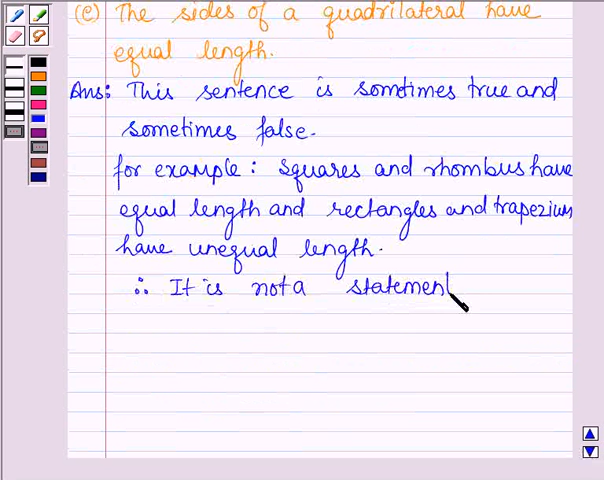 (e) The sides of a quadrilateral have
equal length.
Ans: This sentence is somtimes true and
sometimes false.
for example: squares and rhombus have
equal length and rectangles and trapezium
have unequal length.
∴ It is not a statement